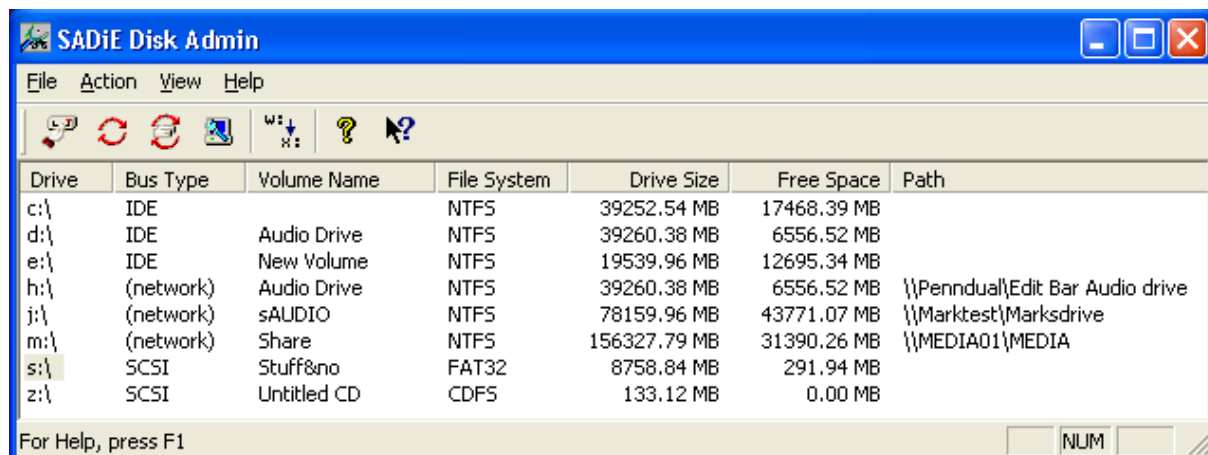 SADiE Disk Admin
File Action View Help
w: x:
Drive Bus Type Volume Name File System Drive Size Free Space Path
c:\ IDE NTFS 39252.54 MB 17468.39 MB
d:\ IDE Audio Drive NTFS 39260.38 MB 6556.52 MB
e:\ IDE New Volume NTFS 19539.96 MB 12695.34 MB
h:\ (network) Audio Drive NTFS 39260.38 MB 6556.52 MB \\Penndual\Edit Bar Audio drive
j:\ (network) sAUDIO NTFS 78159.96 MB 43771.07 MB \\Marktest\Marksdrive
m:\ (network) Share NTFS 156327.79 MB 31390.26 MB \\MEDIA01\MEDIA
s:\ SCSI Stuff&no FAT32 8758.84 MB 291.94 MB
z:\ SCSI Untitled CD CDFS 133.12 MB 0.00 MB
For Help, press F1 NUM